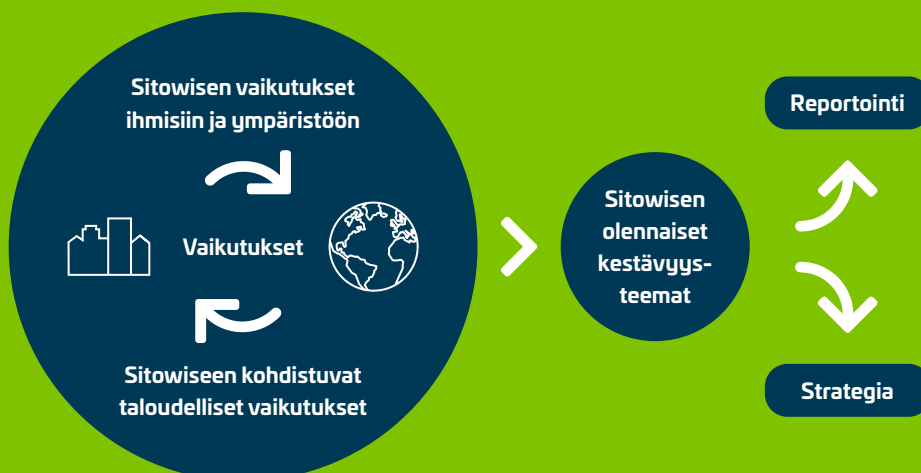 Sitowisen vaikutukset
ihmisiin ja ympäristöön
Vaikutukset
Sitowiseen kohdistuvat
taloudelliset vaikutukset
Sitowisen
olennaiset
kestävyys-
teemat
Reportointi
Strategia